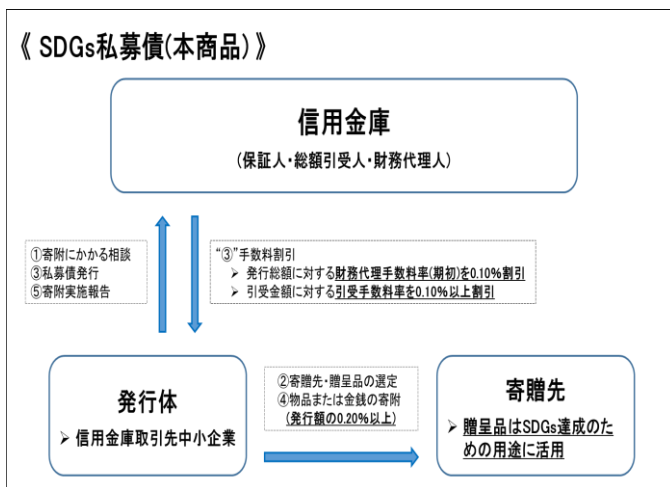 《 SDGs私募債(本商品) 》
信用金庫
(保証人・総額引受人・財務代理人)
①寄附にかかる相談
③私募債発行
⑤寄附実施報告
“③”手数料割引
➢ 発行総額に対する財務代理手数料率(期初)を0.10%割引
➢ 引受金額に対する引受手数料率を0.10%以上割引
発行体
➢ 信用金庫取引先中小企業
②寄贈先・贈呈品の選定
④物品または金銭の寄附
(発行額の0.20%以上)
寄贈先
➢ 贈呈品はSDGs達成のた
めの用途に活用